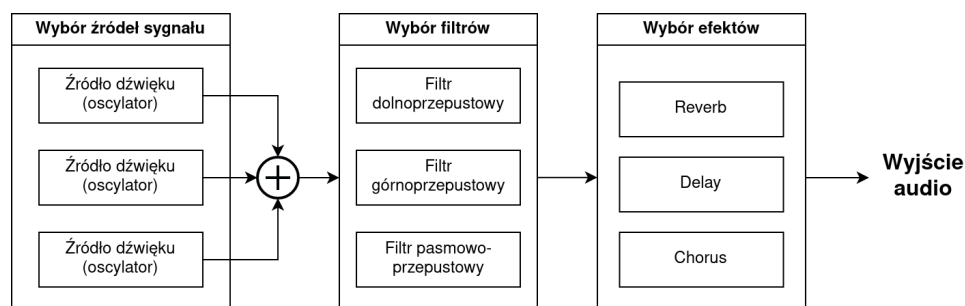 Wybór źródeł sygnału
Źródło dźwięku
(oscylator)
Źródło dźwięku
(oscylator)
Źródło dźwięku
(oscylator)
Wybór filtrów
Filtr
dolnoprzepustowy
Filtr
górnoprzepustowy
Filtr pasmowo-
przepustowy
Wybór efektów
Reverb
Delay
Chorus
Wyjście
audio